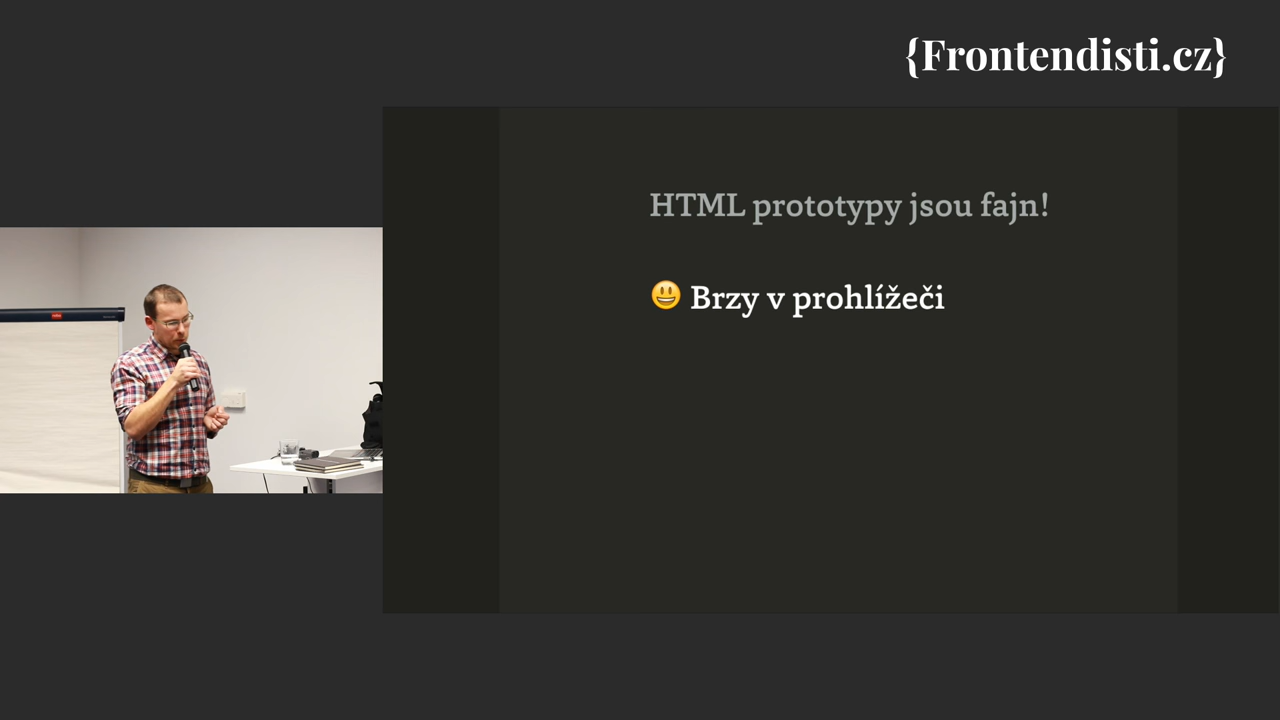 {Frontendisti.cz}
HTML prototypy jsou fajn!
😃 Brzy v prohlížeči